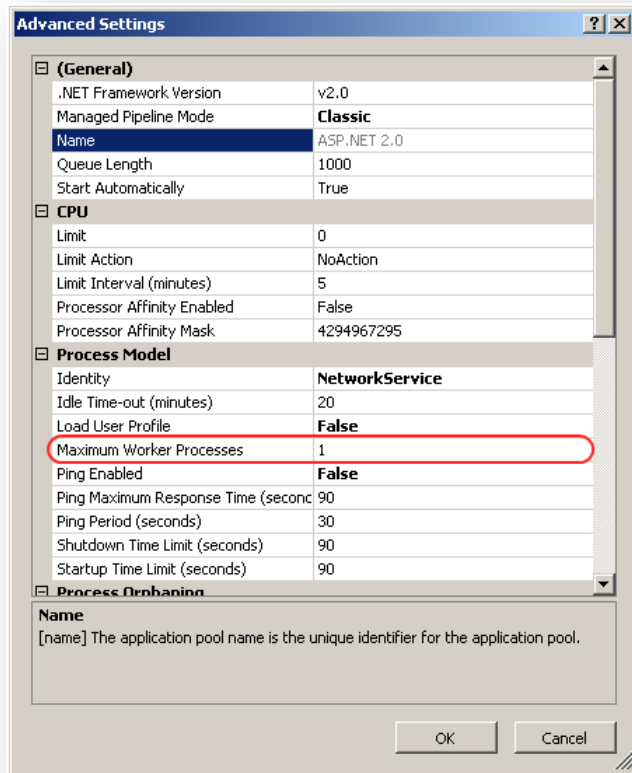 Advanced Settings
(General)
.NET Framework Version v2.0
Managed Pipeline Mode Classic
Name ASP.NET 2.0
Queue Length 1000
Start Automatically True
CPU
Limit 0
Limit Action NoAction
Limit Interval (minutes) 5
Processor Affinity Enabled False
Processor Affinity Mask 4294967295
Process Model
Identity NetworkService
Idle Time-out (minutes) 20
Load User Profile False
Maximum Worker Processes 1
Ping Enabled False
Ping Maximum Response Time (second 90
Ping Period (seconds) 30
Shutdown Time Limit (seconds) 90
Startup Time Limit (seconds) 90
Process Orphaning
Name
[name] The application pool name is the unique identifier for the application pool.
OK Cancel